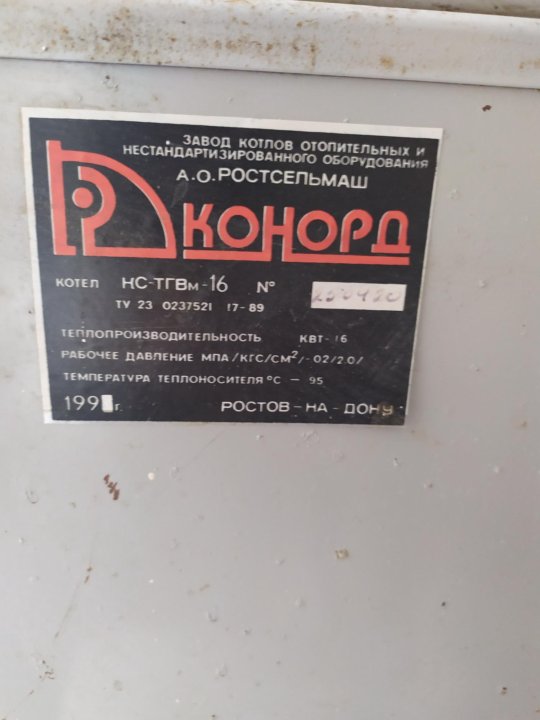 ЗАВОД КОТЛОВ ОТОПИТЕЛЬНЫХ И
НЕСТАНДАРТИЗИРОВАННОГО ОБОРУДОВАНИЯ
А.О.РОСТСЕЛЬМАШ
КОНОРД
КОТЕЛ НС-ТГВм-16 N°
ТУ 23 0237521 17-89
ТЕПЛОПРОИЗВОДИТЕЛЬНОСТЬ КВТ-16
РАБОЧЕЕ ДАВЛЕНИЕ МПА/КГС/СМ²/-02/2.0/
ТЕМПЕРАТУРА ТЕПЛОНОСИТЕЛЯ °С - 95
199 г. РОСТОВ-НА-ДОНУ